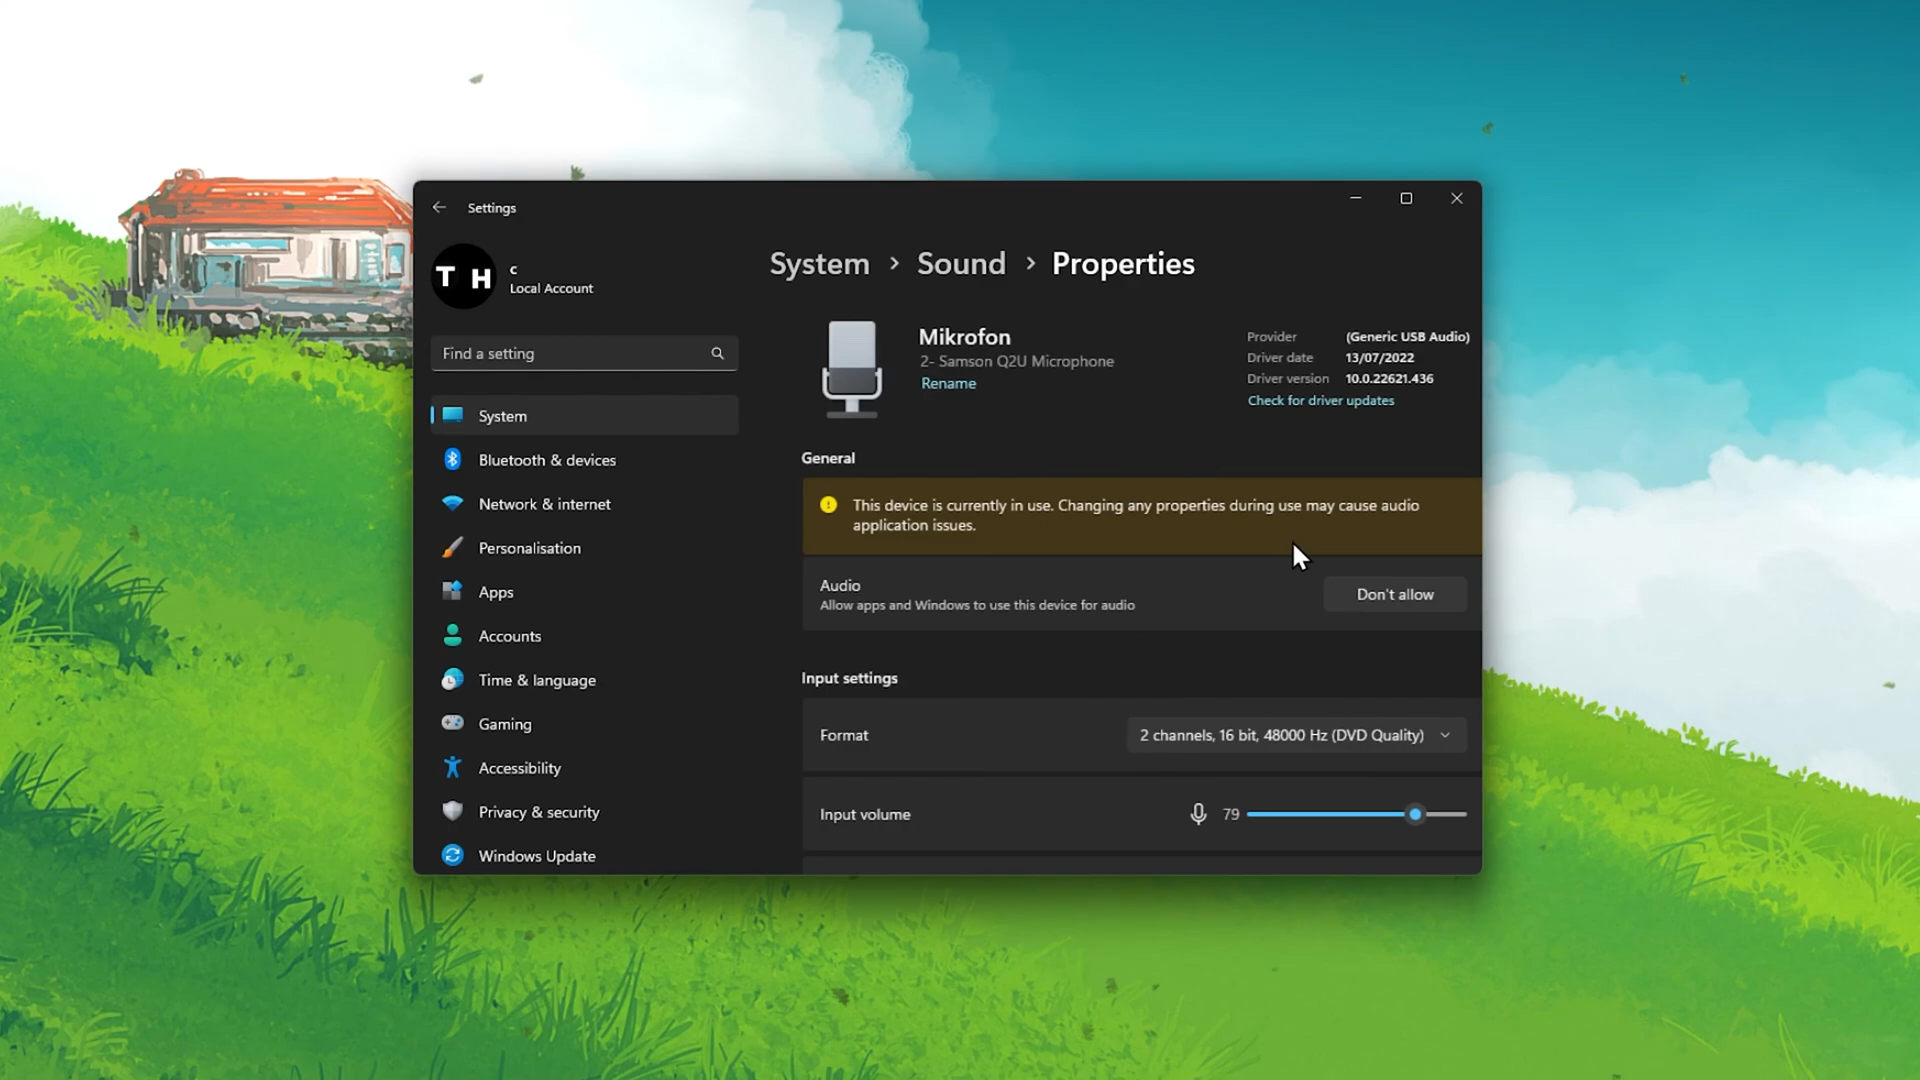 Settings
T H
c
Local Account
Find a setting
System
Bluetooth & devices
Network & internet
Personalisation
Apps
Accounts
Time & language
Gaming
Accessibility
Privacy & security
Windows Update
System > Sound > Properties
Mikrofon
2- Samson Q2U Microphone
Rename
Provider (Generic USB Audio)
Driver date 13/07/2022
Driver version 10.0.22621.436
Check for driver updates
General
This device is currently in use. Changing any properties during use may cause audio
application issues.
Audio
Allow apps and Windows to use this device for audio
Don't allow
Input settings
Format
2 channels, 16 bit, 48000 Hz (DVD Quality)
Input volume
79